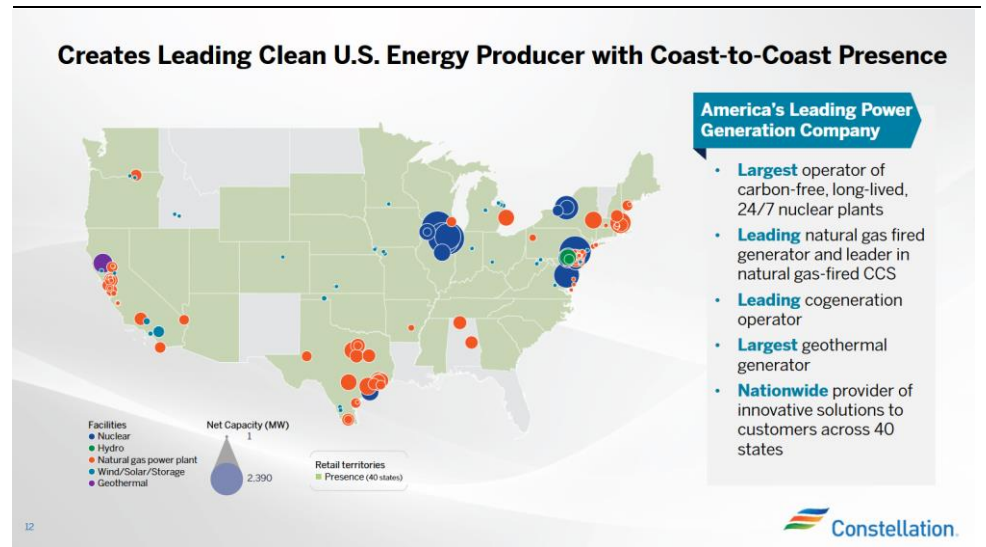 Creates Leading Clean U.S. Energy Producer with Coast-to-Coast Presence
America's Leading Power
Generation Company
• Largest operator of
carbon-free, long-lived,
24/7 nuclear plants
• Leading natural gas fired
generator and leader in
natural gas-fired CCS
• Leading cogeneration
operator
• Largest geothermal
generator
• Nationwide provider of
innovative solutions to
customers across 40
states
Facilities
Nuclear
Hydro
Natural gas power plant
Wind/Solar/Storage
Geothermal
Net Capacity (MW)
1
2,390
Retail territories
Presence (40 states)
12
Constellation.